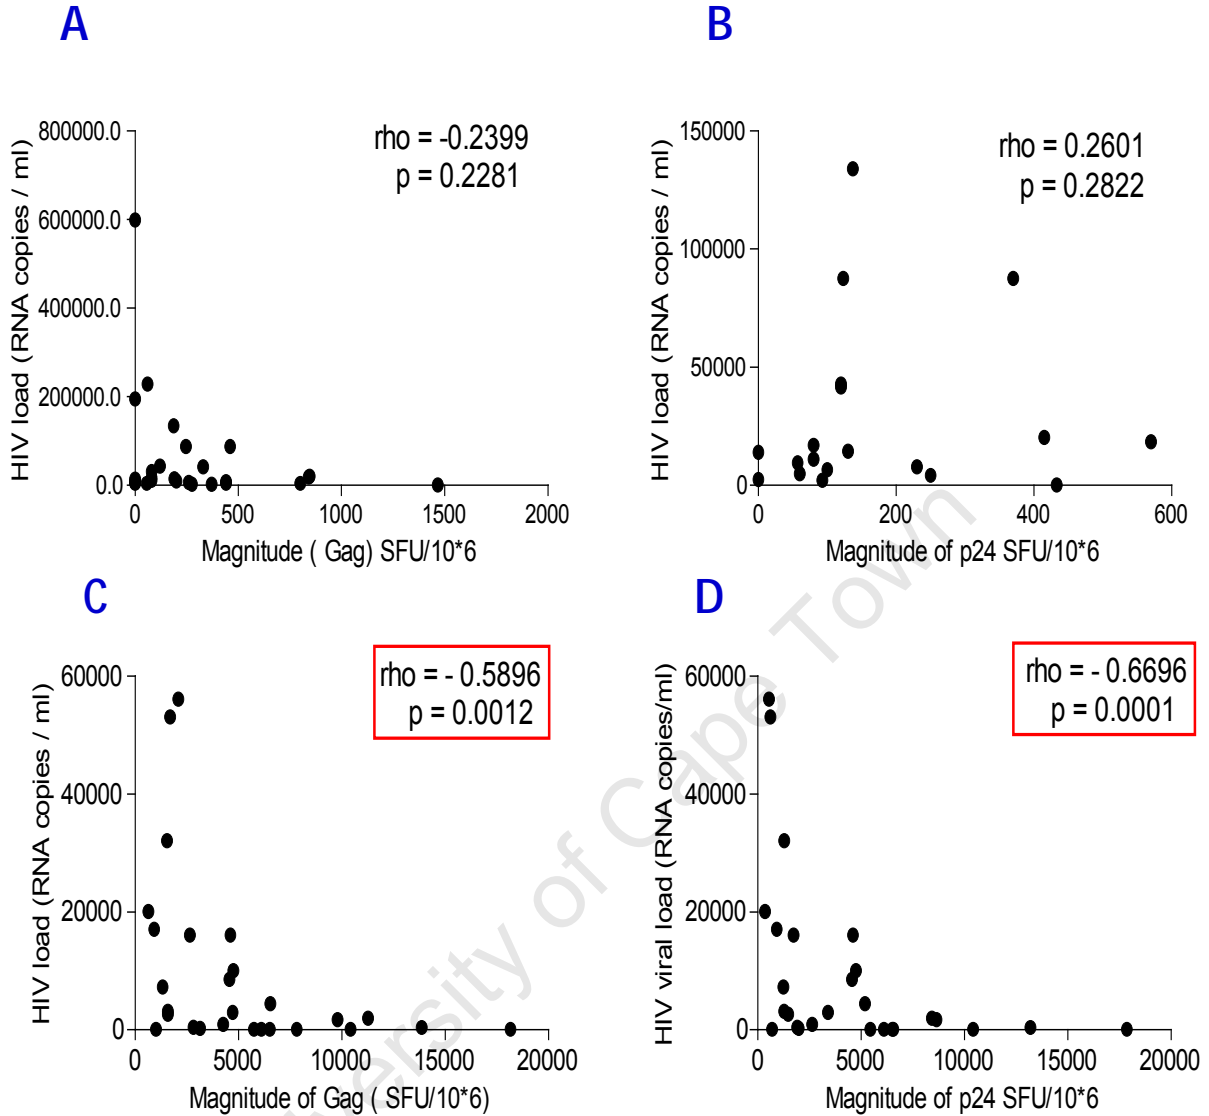 A
HIV load (RNA copies / ml)
800000.0
600000.0
400000.0
200000.0
0.0
rho = -0.2399
p = 0.2281
0 500 1000 1500 2000
Magnitude ( Gag) SFU/10*6
B
HIV load (RNA copies / ml)
150000
100000
50000
0
rho = 0.2601
p = 0.2822
0 200 400 600
Magnitude of p24 SFU/10*6
C
HIV load (RNA copies / ml)
60000
40000
20000
0
rho = - 0.5896
p = 0.0012
0 5000 10000 15000 20000
Magnitude of Gag ( SFU/10*6)
D
HIV viral load (RNA copies/ml)
60000
40000
20000
0
rho = - 0.6696
p = 0.0001
0 5000 10000 15000 20000
Magnitude of p24 SFU/10*6
versity of Cape Town